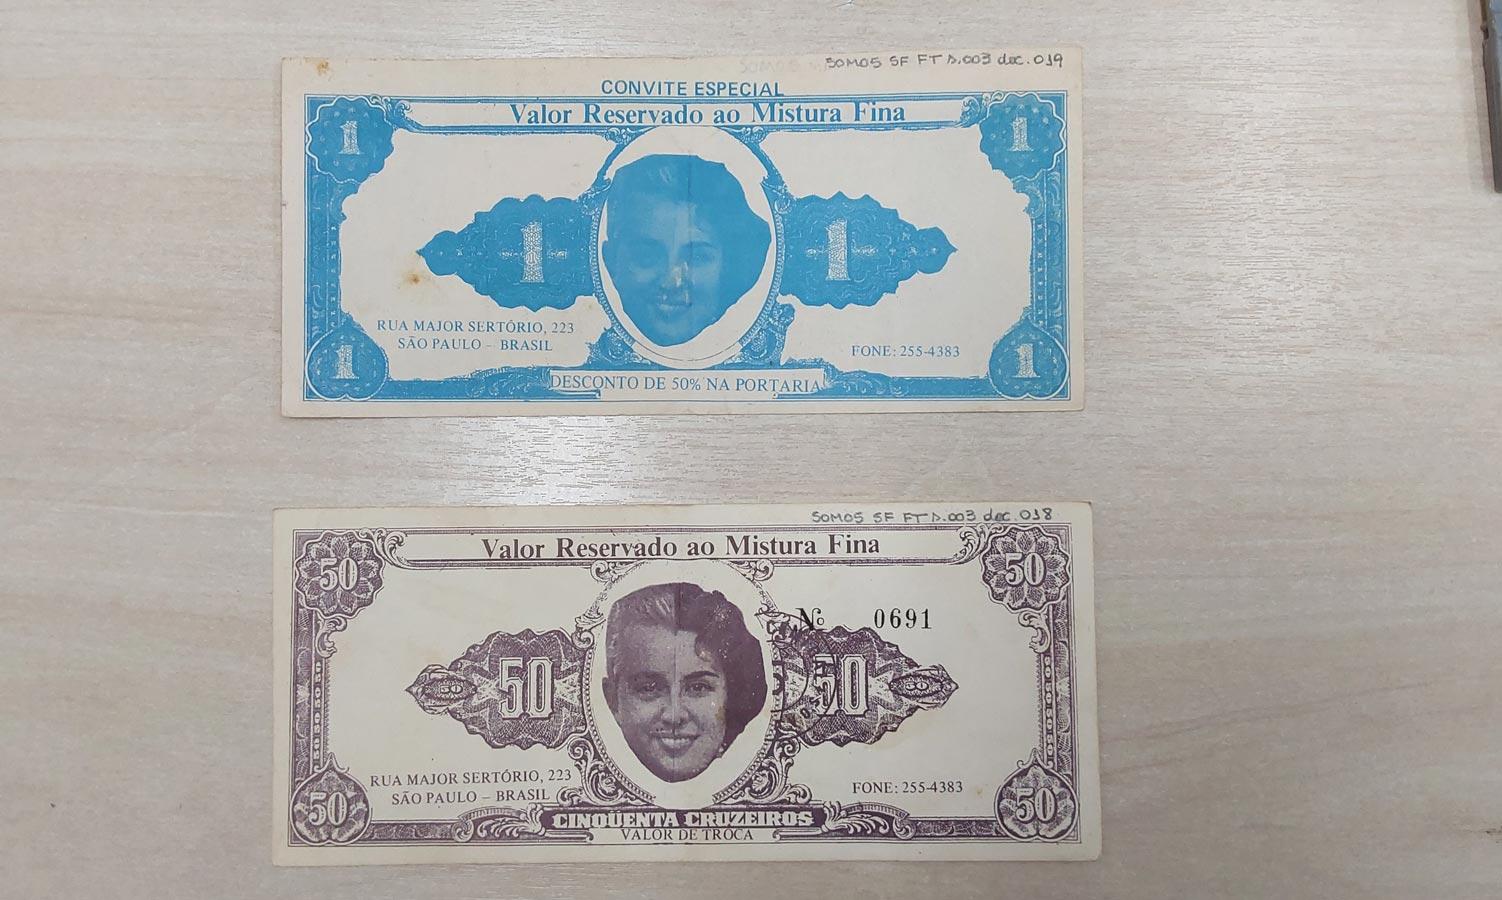 SOMOS SF FT D.003 doc. 019
CONVITE ESPECIAL
Valor Reservado ao Mistura Fina
1 1
1 1
RUA MAJOR SERTÓRIO, 223
SÃO PAULO – BRASIL
FONE: 255-4383
1 1
DESCONTO DE 50% NA PORTARIA
SOMOS SF FT D.003 doc. 018
Valor Reservado ao Mistura Fina
50 50
Nº 0691
50 50 50 50
RUA MAJOR SERTÓRIO, 223
SÃO PAULO – BRASIL
FONE: 255-4383
50 50
CINQÜENTA CRUZEIROS
VALOR DE TROCA